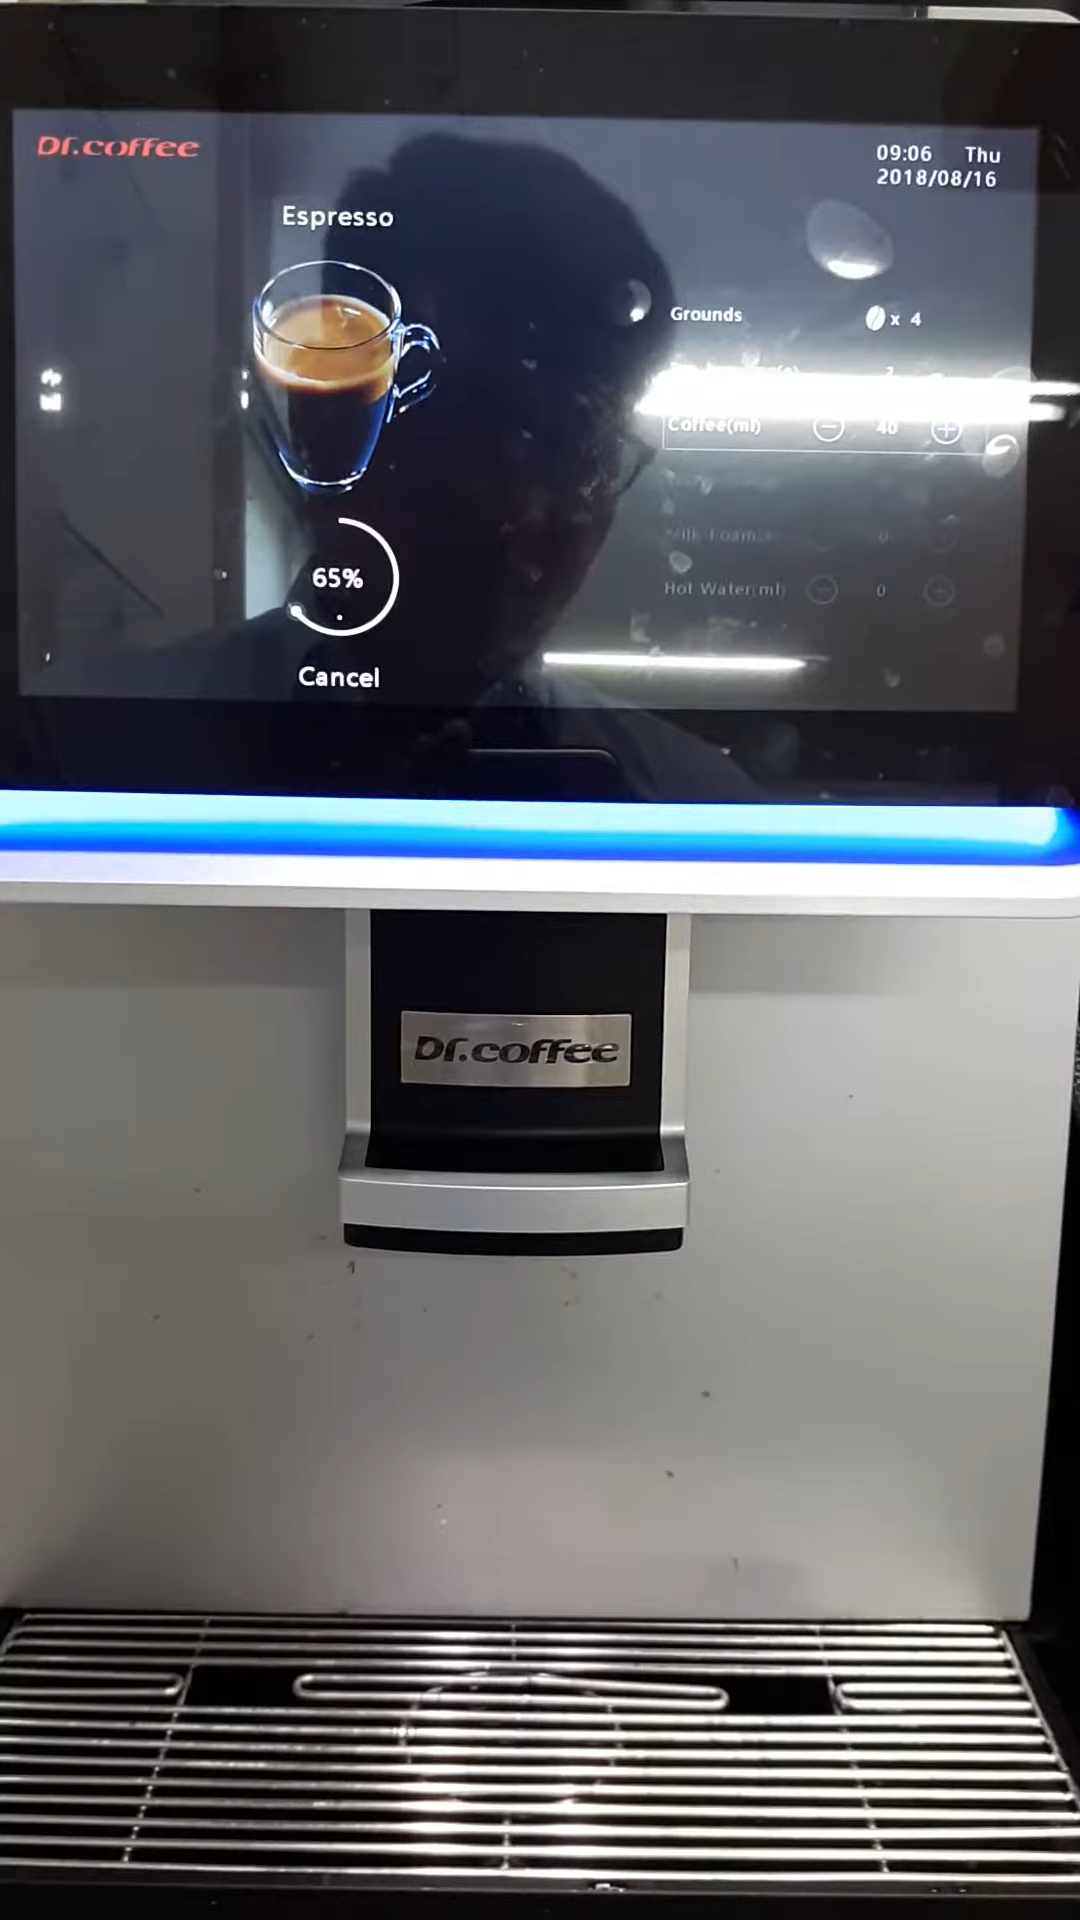 Dr.coffee
09:06 Thu
2018/08/16
Espresso
Grounds x 4
Coffee(ml) 40
Hot Water(ml) 0
65%
Cancel
Dr.coffee